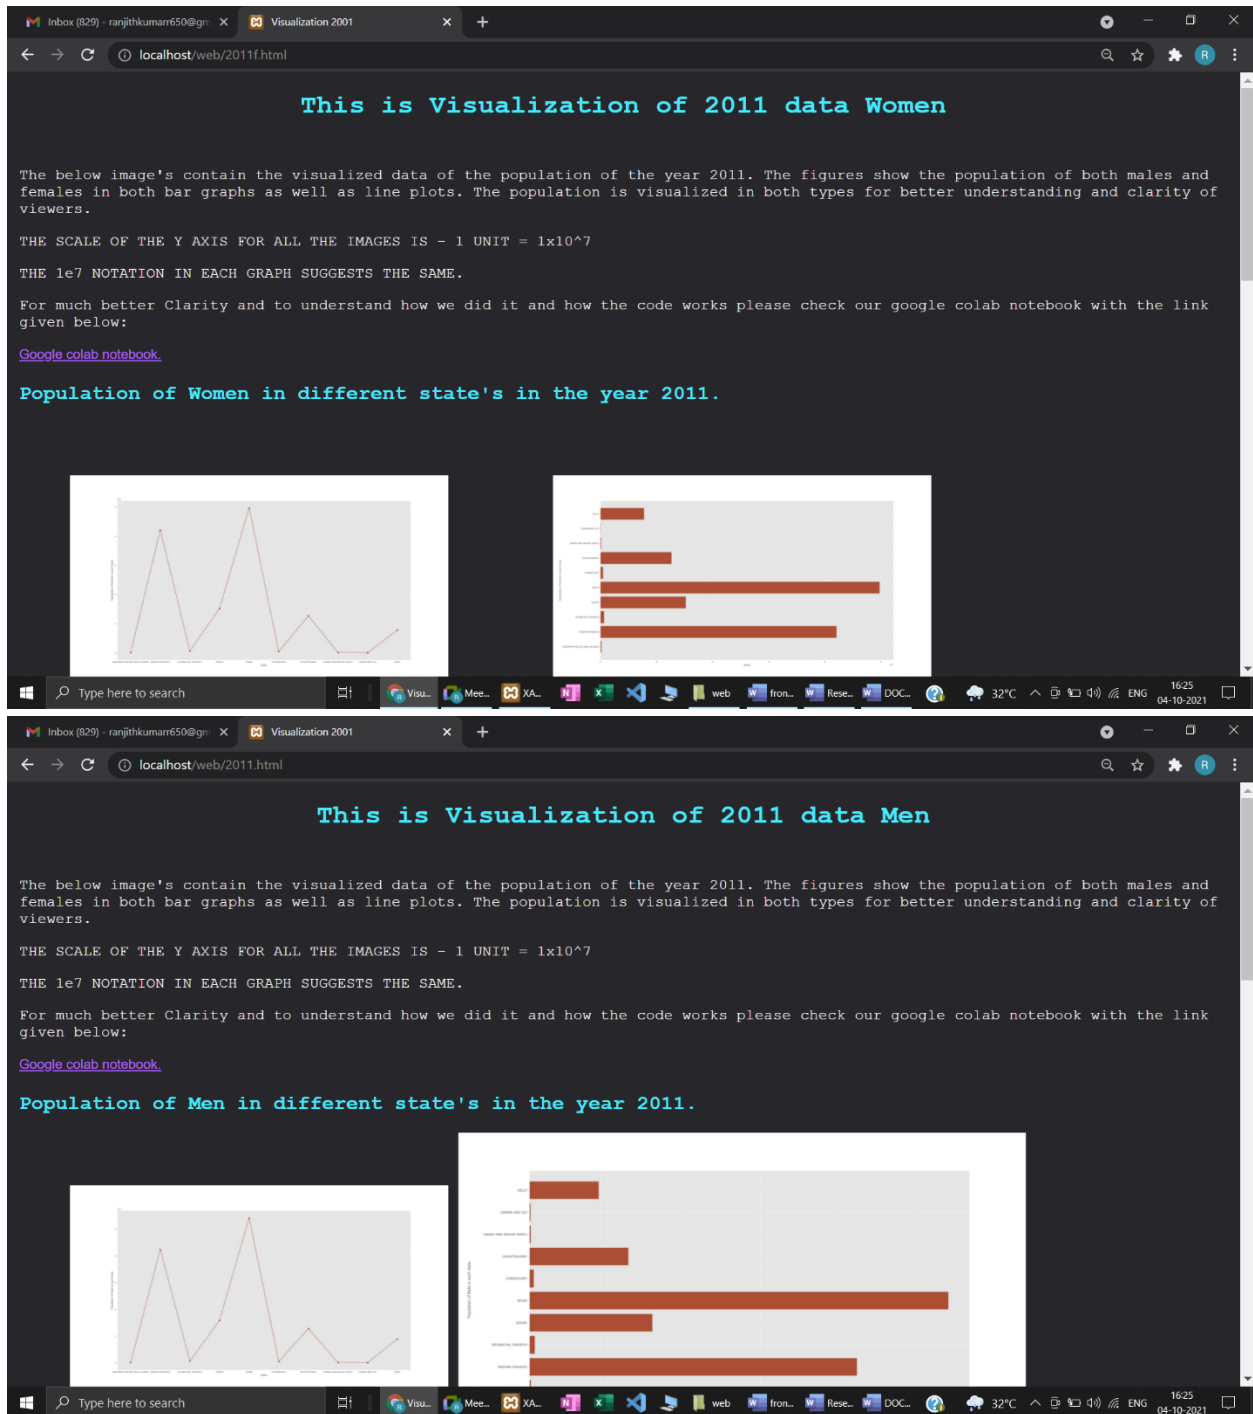 Inbox (829) - ranjithkumarr650@gm
Visualization 2001
localhost/web/2011f.html
R
This is Visualization of 2011 data Women
The below image's contain the visualized data of the population of the year 2011. The figures show the population of both males and
females in both bar graphs as well as line plots. The population is visualized in both types for better understanding and clarity of
viewers.
THE SCALE OF THE Y AXIS FOR ALL THE IMAGES IS - 1 UNIT = 1x10^7
THE 1e7 NOTATION IN EACH GRAPH SUGGESTS THE SAME.
For much better Clarity and to understand how we did it and how the code works please check our google colab notebook with the link
given below:
Google colab notebook.
Population of Women in different state's in the year 2011.
Type here to search
Visu...
Mee...
XA...
web
fron...
Rese...
DOC...
32°C
ENG
16:25
04-10-2021
Inbox (829) - ranjithkumarr650@gm
Visualization 2001
localhost/web/2011.html
R
This is Visualization of 2011 data Men
The below image's contain the visualized data of the population of the year 2011. The figures show the population of both males and
females in both bar graphs as well as line plots. The population is visualized in both types for better understanding and clarity of
viewers.
THE SCALE OF THE Y AXIS FOR ALL THE IMAGES IS - 1 UNIT = 1x10^7
THE 1e7 NOTATION IN EACH GRAPH SUGGESTS THE SAME.
For much better Clarity and to understand how we did it and how the code works please check our google colab notebook with the link
given below:
Google colab notebook.
Population of Men in different state's in the year 2011.
Type here to search
Visu...
Mee...
XA...
web
fron...
Rese...
DOC...
32°C
ENG
16:25
04-10-2021